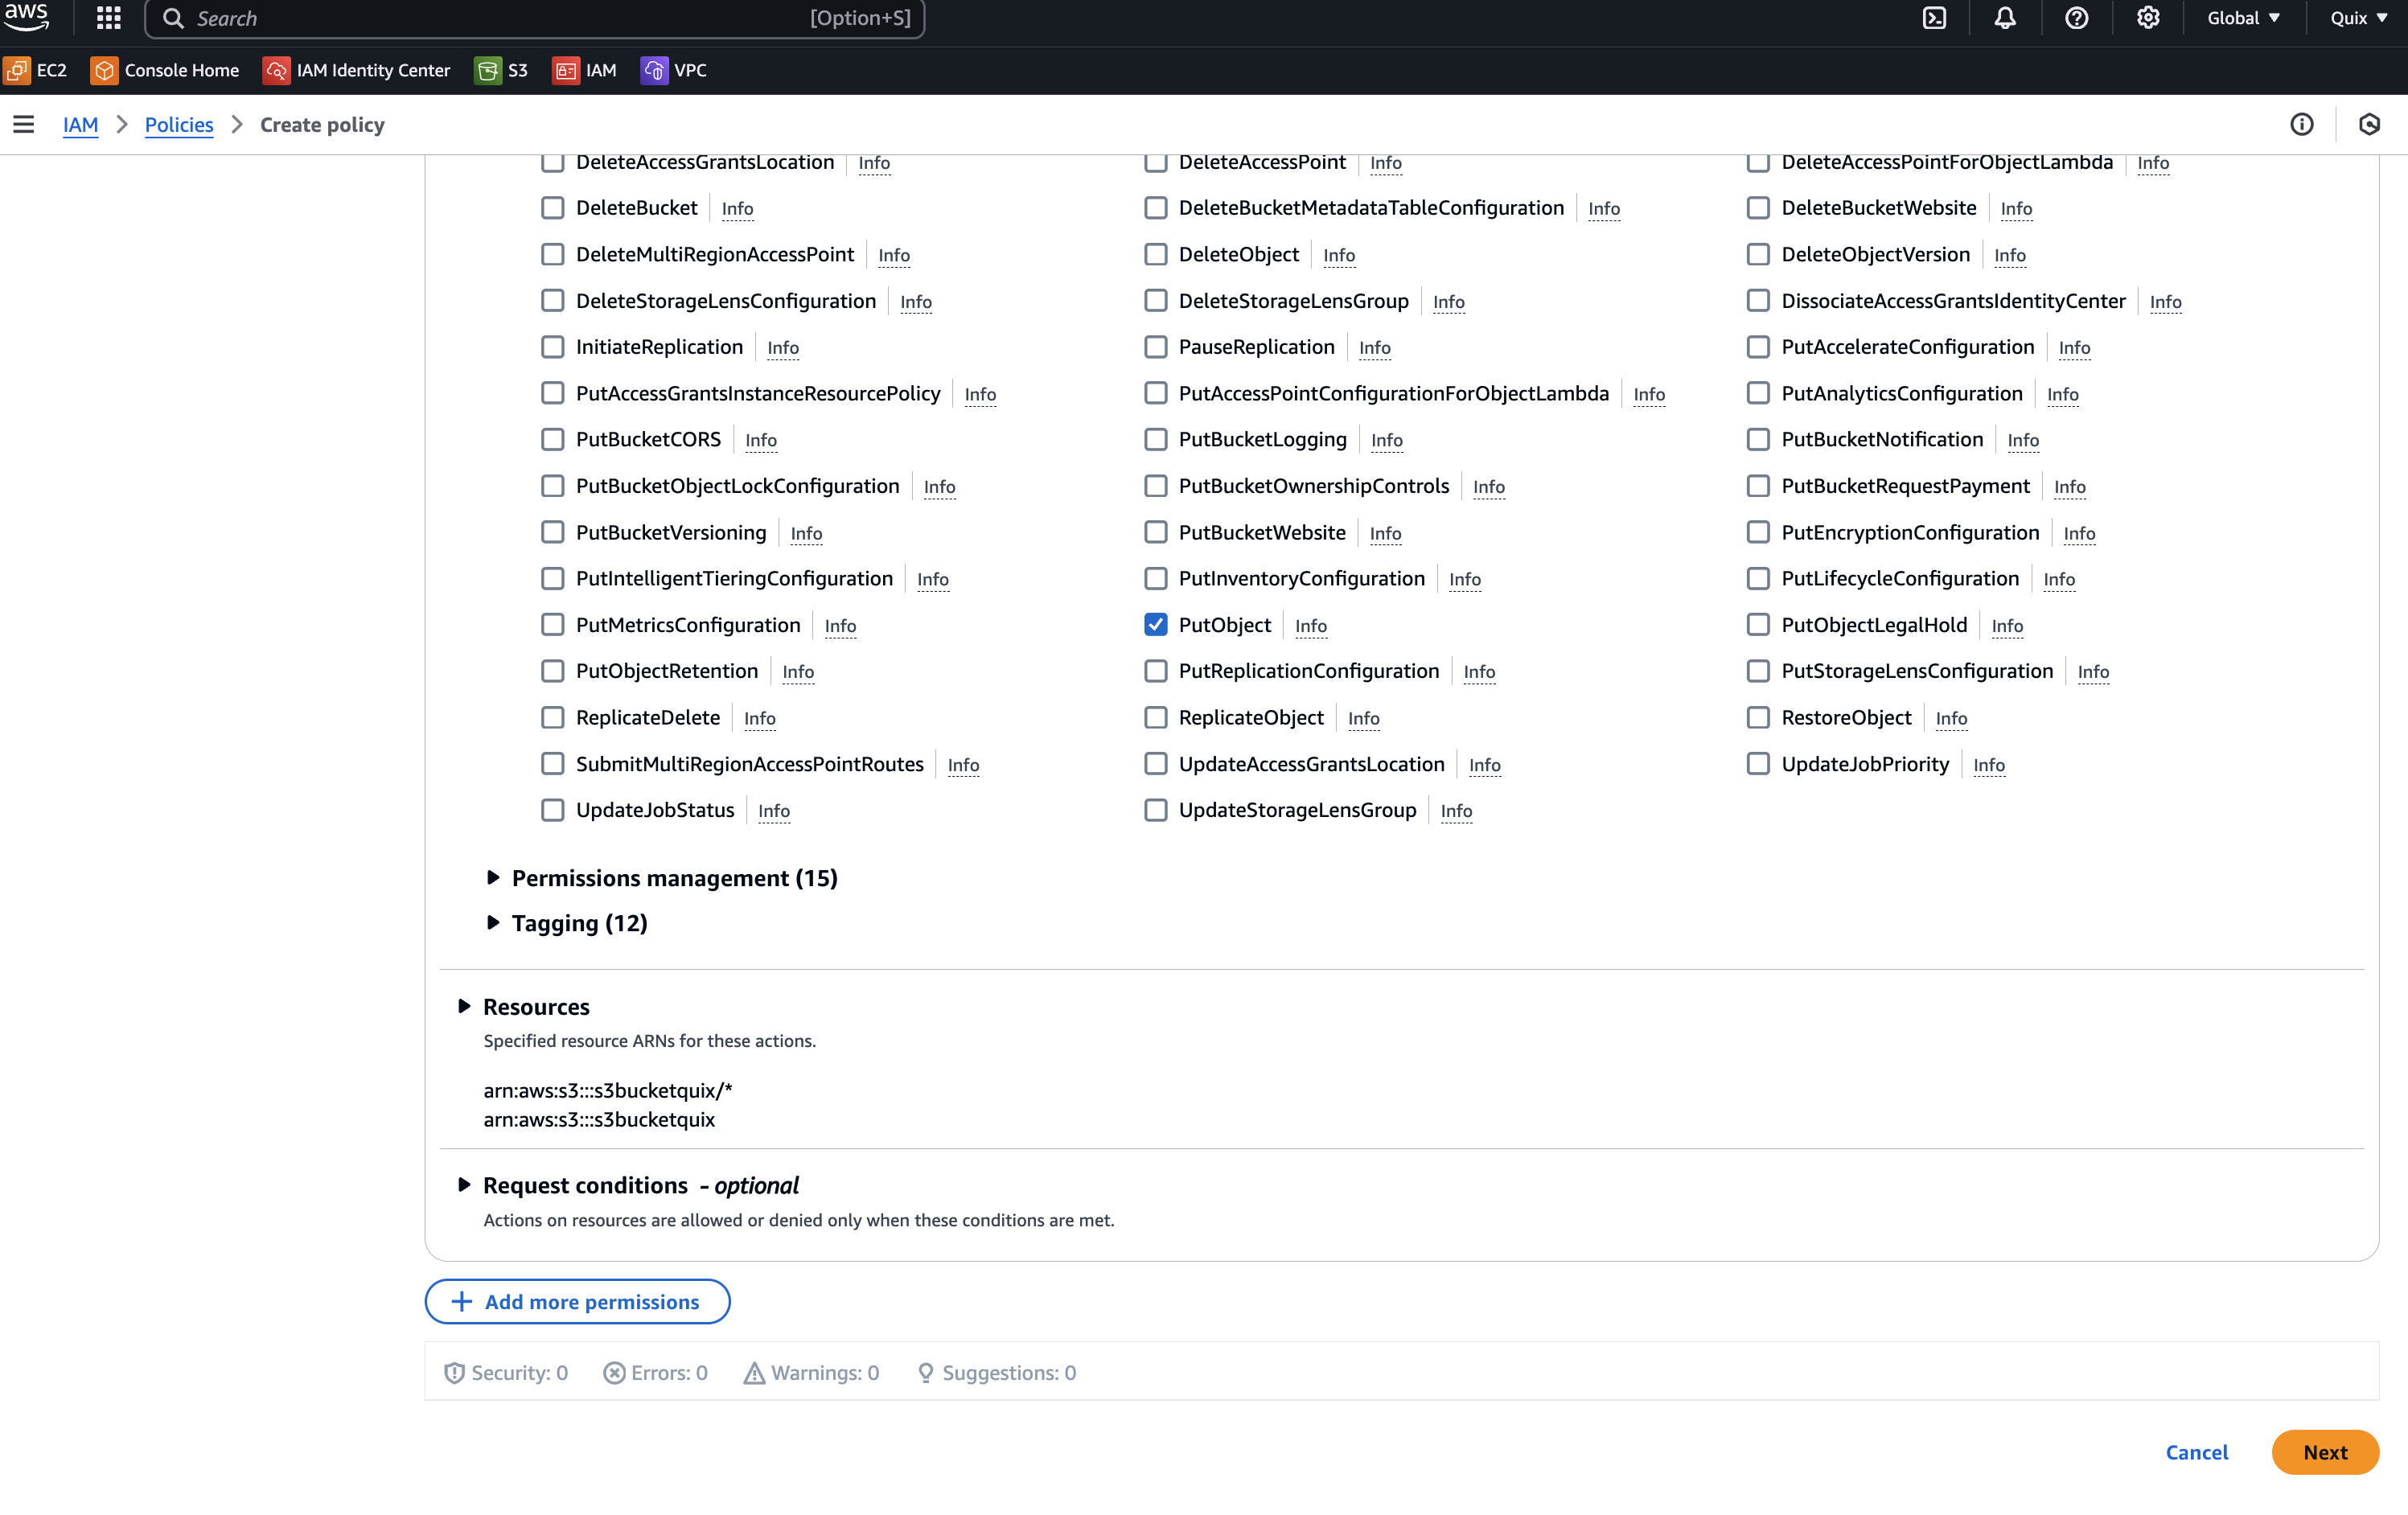 aws Search [Option+S] Global ▼ Quix ▼
EC2 Console Home IAM Identity Center S3 IAM VPC
IAM > Policies > Create policy
DeleteAccessGrantsLocation Info DeleteAccessPoint Info DeleteAccessPointForObjectLambda Info
DeleteBucket Info DeleteBucketMetadataTableConfiguration Info DeleteBucketWebsite Info
DeleteMultiRegionAccessPoint Info DeleteObject Info DeleteObjectVersion Info
DeleteStorageLensConfiguration Info DeleteStorageLensGroup Info DissociateAccessGrantsIdentityCenter Info
InitiateReplication Info PauseReplication Info PutAccelerateConfiguration Info
PutAccessGrantsInstanceResourcePolicy Info PutAccessPointConfigurationForObjectLambda Info PutAnalyticsConfiguration Info
PutBucketCORS Info PutBucketLogging Info PutBucketNotification Info
PutBucketObjectLockConfiguration Info PutBucketOwnershipControls Info PutBucketRequestPayment Info
PutBucketVersioning Info PutBucketWebsite Info PutEncryptionConfiguration Info
PutIntelligentTieringConfiguration Info PutInventoryConfiguration Info PutLifecycleConfiguration Info
PutMetricsConfiguration Info PutObject Info PutObjectLegalHold Info
PutObjectRetention Info PutReplicationConfiguration Info PutStorageLensConfiguration Info
ReplicateDelete Info ReplicateObject Info RestoreObject Info
SubmitMultiRegionAccessPointRoutes Info UpdateAccessGrantsLocation Info UpdateJobPriority Info
UpdateJobStatus Info UpdateStorageLensGroup Info
Permissions management (15)
Tagging (12)
Resources
Specified resource ARNs for these actions.
arn:aws:s3:::s3bucketquix/*
arn:aws:s3:::s3bucketquix
Request conditions - optional
Actions on resources are allowed or denied only when these conditions are met.
+ Add more permissions
Security: 0 Errors: 0 Warnings: 0 Suggestions: 0
Cancel Next